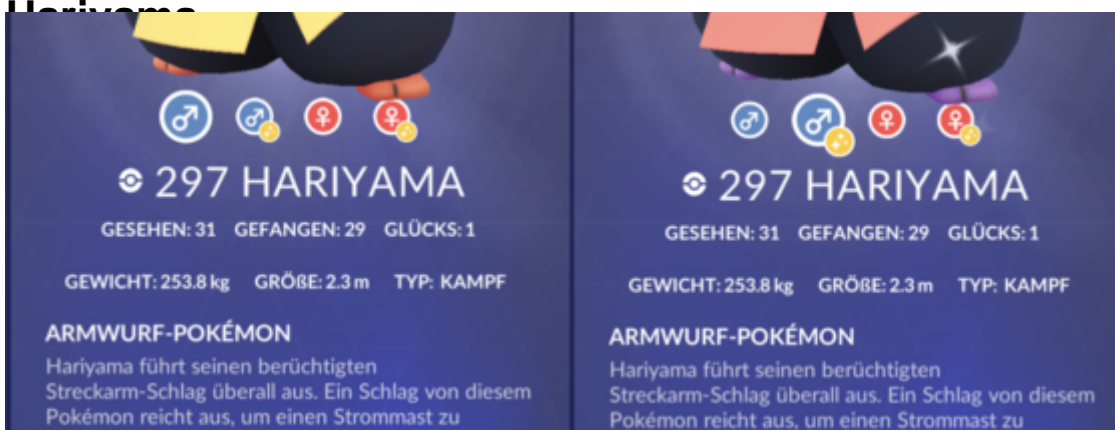 Hariyama
297 HARIYAMA
GESEHEN: 31 GEFANGEN: 29 GLÜCKS: 1
GEWICHT: 253.8 kg GRÖßE: 2.3 m TYP: KAMPF
ARMWURF-POKÉMON
Hariyama führt seinen berüchtigten
Streckarm-Schlag überall aus. Ein Schlag von diesem
Pokémon reicht aus, um einen Strommast zu
297 HARIYAMA
GESEHEN: 31 GEFANGEN: 29 GLÜCKS: 1
GEWICHT: 253.8 kg GRÖßE: 2.3 m TYP: KAMPF
ARMWURF-POKÉMON
Hariyama führt seinen berüchtigten
Streckarm-Schlag überall aus. Ein Schlag von diesem
Pokémon reicht aus, um einen Strommast zu